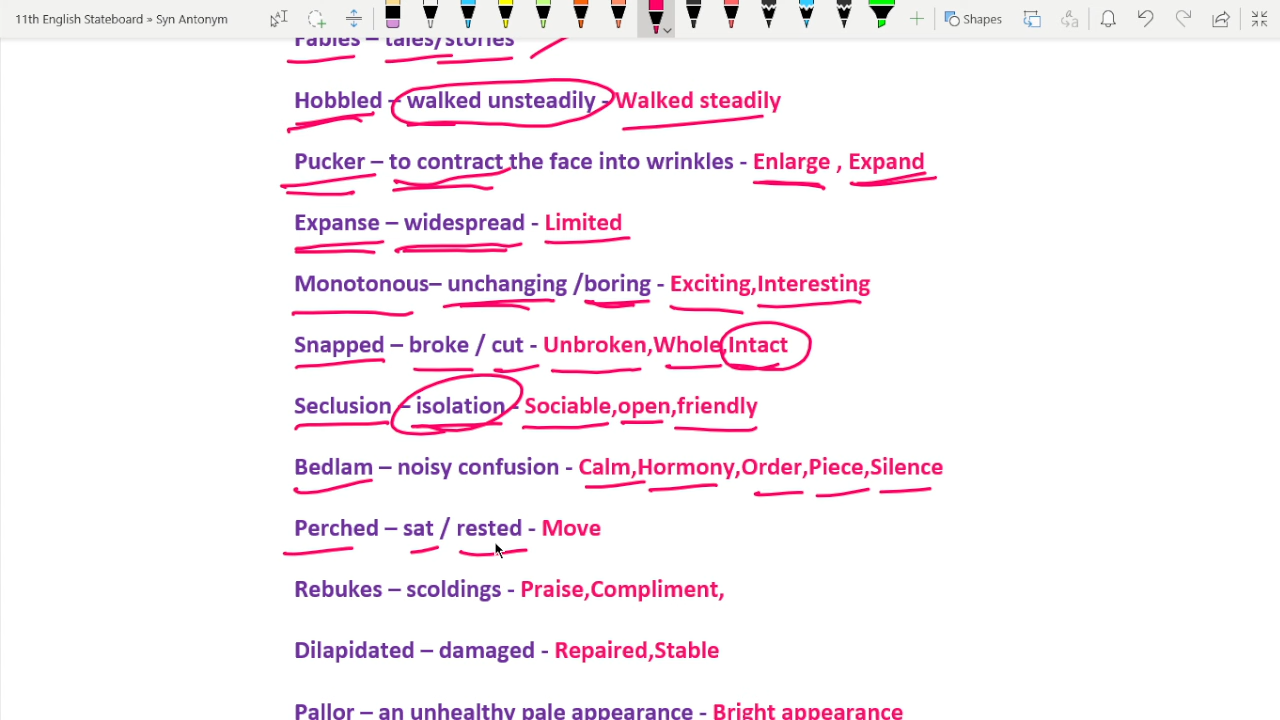 11th English Stateboard » Syn Antonym
Shapes
Fables – tales/stories
Hobbled – walked unsteadily - Walked steadily
Pucker – to contract the face into wrinkles - Enlarge , Expand
Expanse – widespread - Limited
Monotonous– unchanging /boring - Exciting,Interesting
Snapped – broke / cut - Unbroken,Whole,Intact
Seclusion – isolation - Sociable,open,friendly
Bedlam – noisy confusion - Calm,Hormony,Order,Piece,Silence
Perched – sat / rested - Move
Rebukes – scoldings - Praise,Compliment,
Dilapidated – damaged - Repaired,Stable
Pallor – an unhealthy pale appearance - Bright appearance